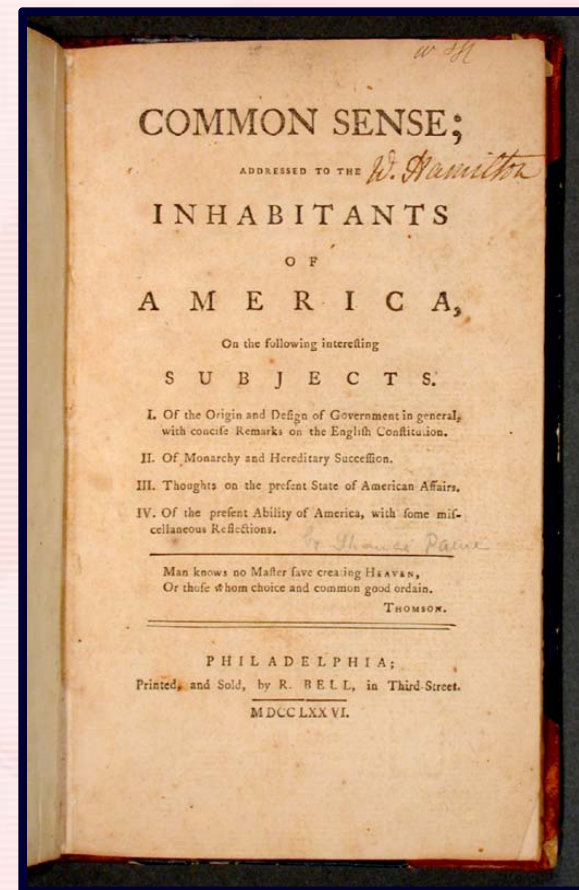 COMMON SENSE;
ADDRESSED TO THE
W. Hamilton
INHABITANTS
OF
AMERICA,
On the following intereſting
SUBJECTS.
I. Of the Origin and Deſign of Government in general,
with conciſe Remarks on the Engliſh Conſtitution.
II. Of Monarchy and Hereditary Succeſſion.
III. Thoughts on the preſent State of American Affairs.
IV. Of the preſent Ability of America, with ſome miſ-
cellaneous Reflections.
by Thomas Paine
Man knows no Maſter ſave creating HEAVEN,
Or thoſe whom choice and common good ordain.
THOMSON.
PHILADELPHIA;
Printed, and Sold, by R. BELL, in Third-Street.
MDCCLXXVI.